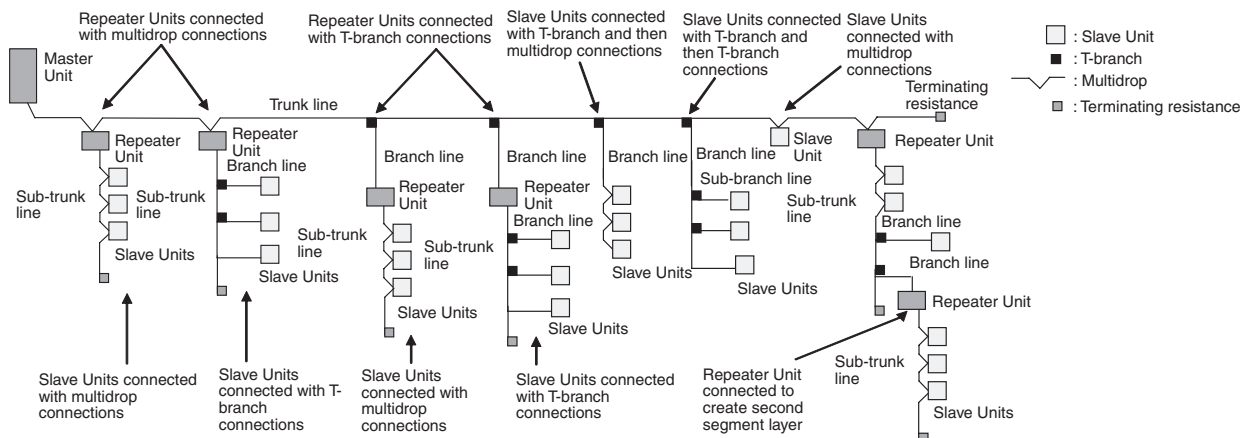 Repeater Units connected
with multidrop connections
Repeater Units connected
with T-branch connections
Slave Units connected
with T-branch and then
multidrop connections
Slave Units connected
with T-branch and
then T-branch
connections
Slave Units
connected with
multidrop
connections
: Slave Unit
: T-branch
: Multidrop
: Terminating resistance
Master
Unit
Trunk line
Terminating
resistance
Repeater
Unit
Repeater
Unit
Branch line
Branch line
Branch line
Branch line
Branch line
Slave
Unit
Repeater Unit
Sub-trunk
line
Sub-trunk
line
Repeater
Unit
Repeater
Unit
Sub-branch line
Sub-trunk
line
Slave Units
Slave Units
Sub-trunk
line
Sub-trunk
line
Branch line
Slave Units
Slave Units
Branch line
Branch line
Slave Units
Slave Units
Repeater Unit
Sub-trunk
line
Slave Units
Slave Units connected
with multidrop
connections
Slave Units
connected with T-
branch
connections
Slave Units
connected with
multidrop
connections
Slave Units connected
with T-branch
connections
Repeater Unit
connected to
create second
segment layer